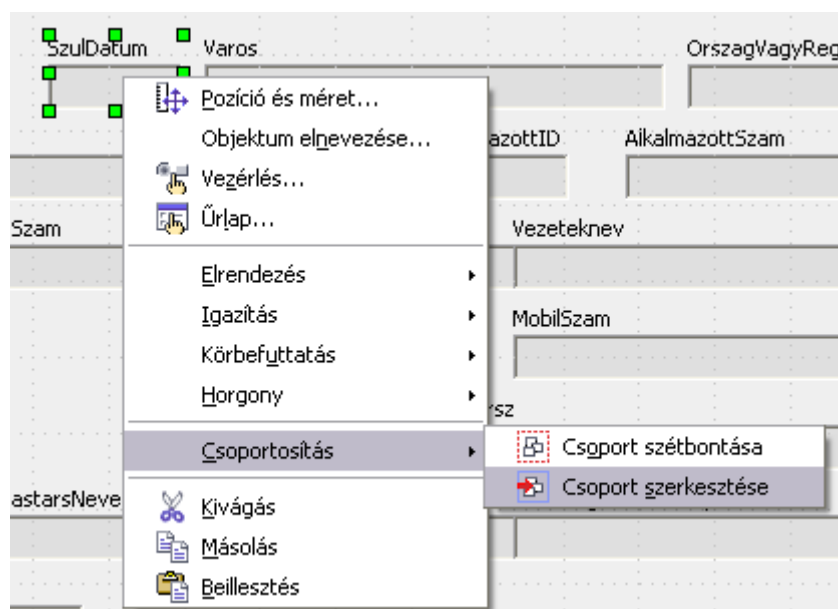 SzulDatum Varos OrszagVagyReg
Pozíció és méret...
Objektum elnevezése... azottID AlkalmazottSzam
Vezérlés...
Űrlap... Szam Vezeteknev
Elrendezés
Igazítás MobilSzam
Körbefuttatás
Horgony rsz
Csoportosítás Csoport szétbontása
Csoport szerkesztése
astarsNeve Kivágás
Másolás
Beillesztés